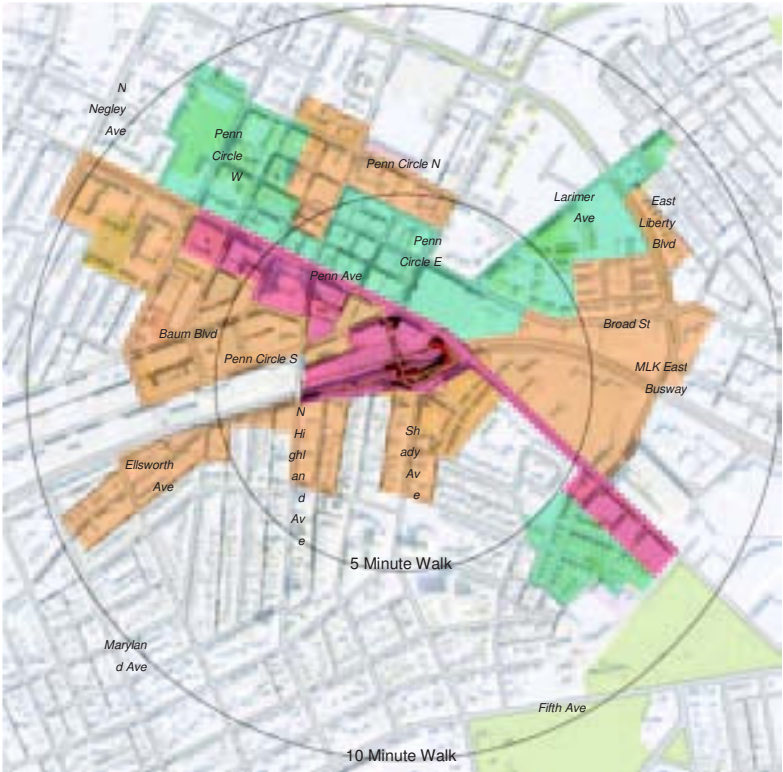 N
Negley
Ave
Penn
Circle
W
Penn Circle N
Larimer
Ave
East
Liberty
Blvd
Penn
Circle E
Penn Ave
Baum Blvd
Penn Circle S
Broad St
MLK East
Busway
N
Hi
ghl
an
d
Av
e
Sh
ady
Av
e
Ellsworth
Ave
5 Minute Walk
Marylan
d Ave
Fifth Ave
10 Minute Walk